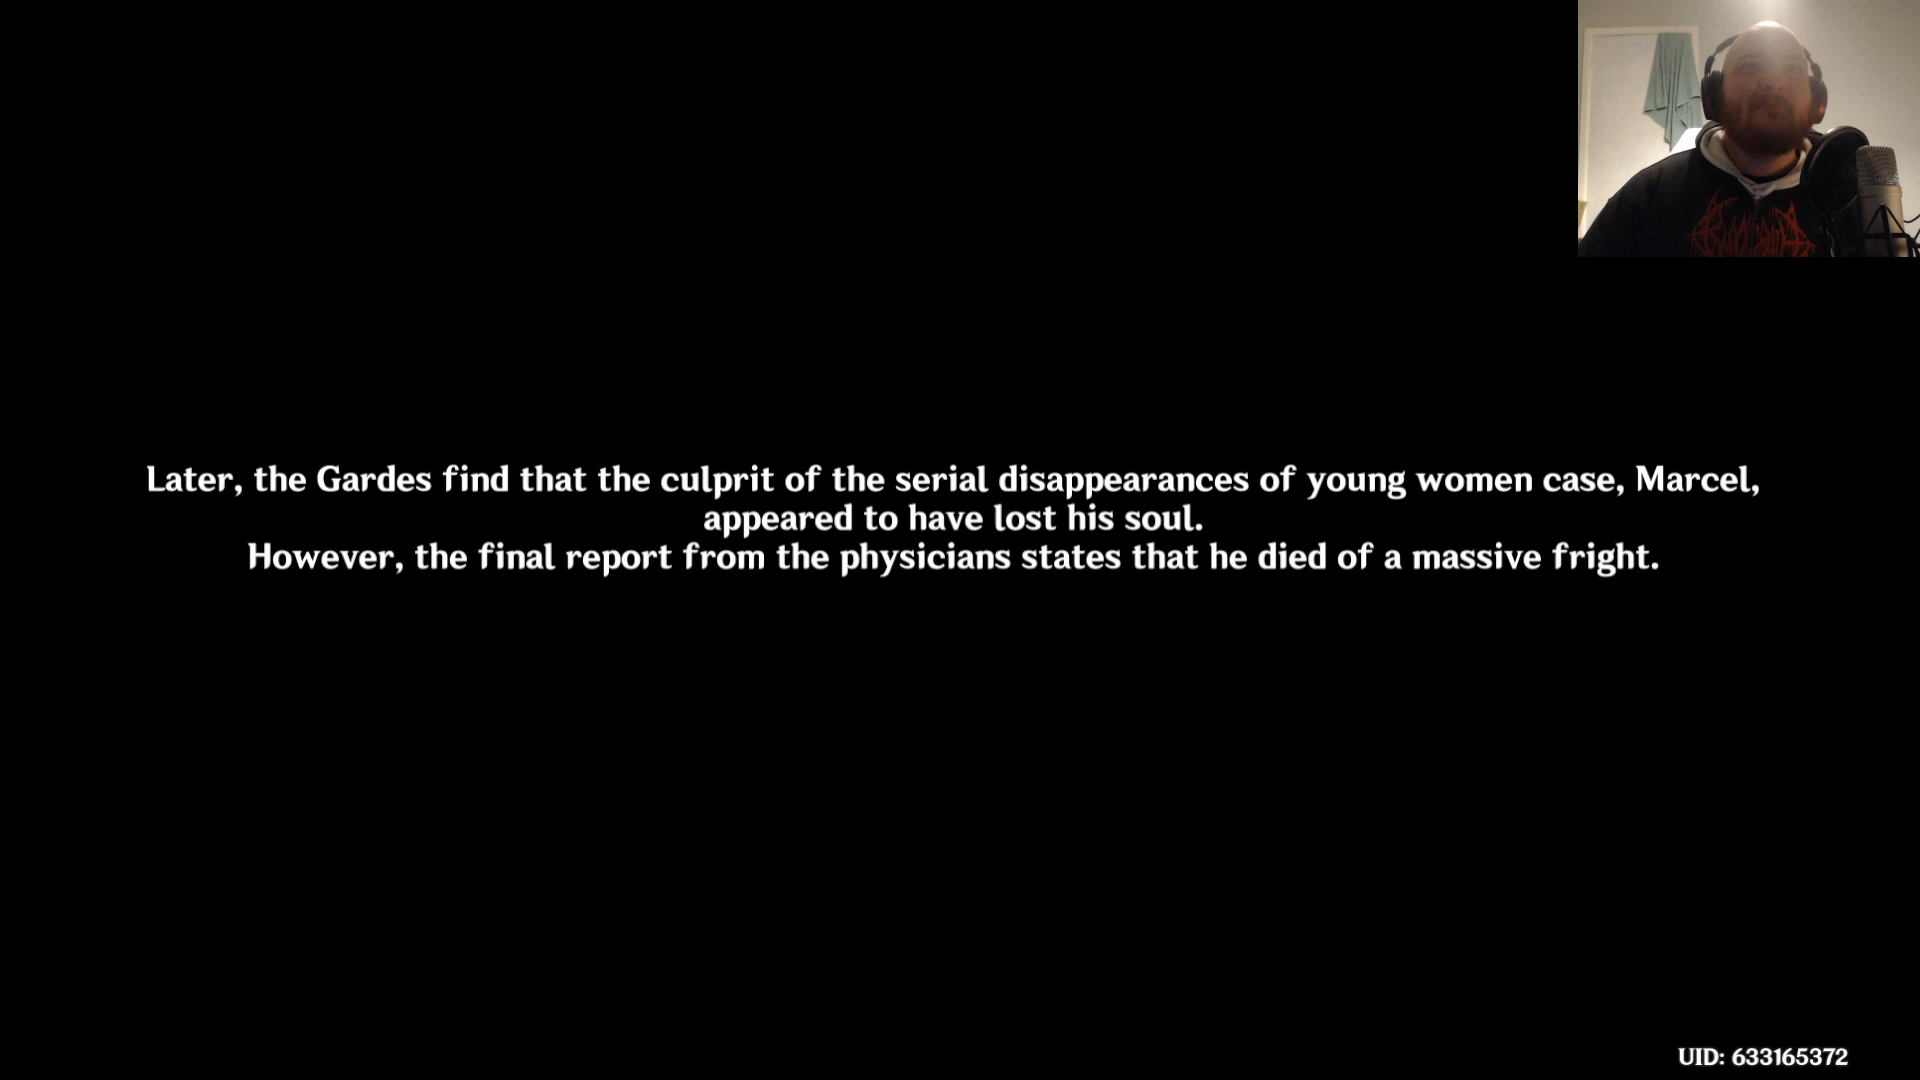 Later, the Gardes find that the culprit of the serial disappearances of young women case, Marcel,
appeared to have lost his soul.
However, the final report from the physicians states that he died of a massive fright.
UID: 633165372